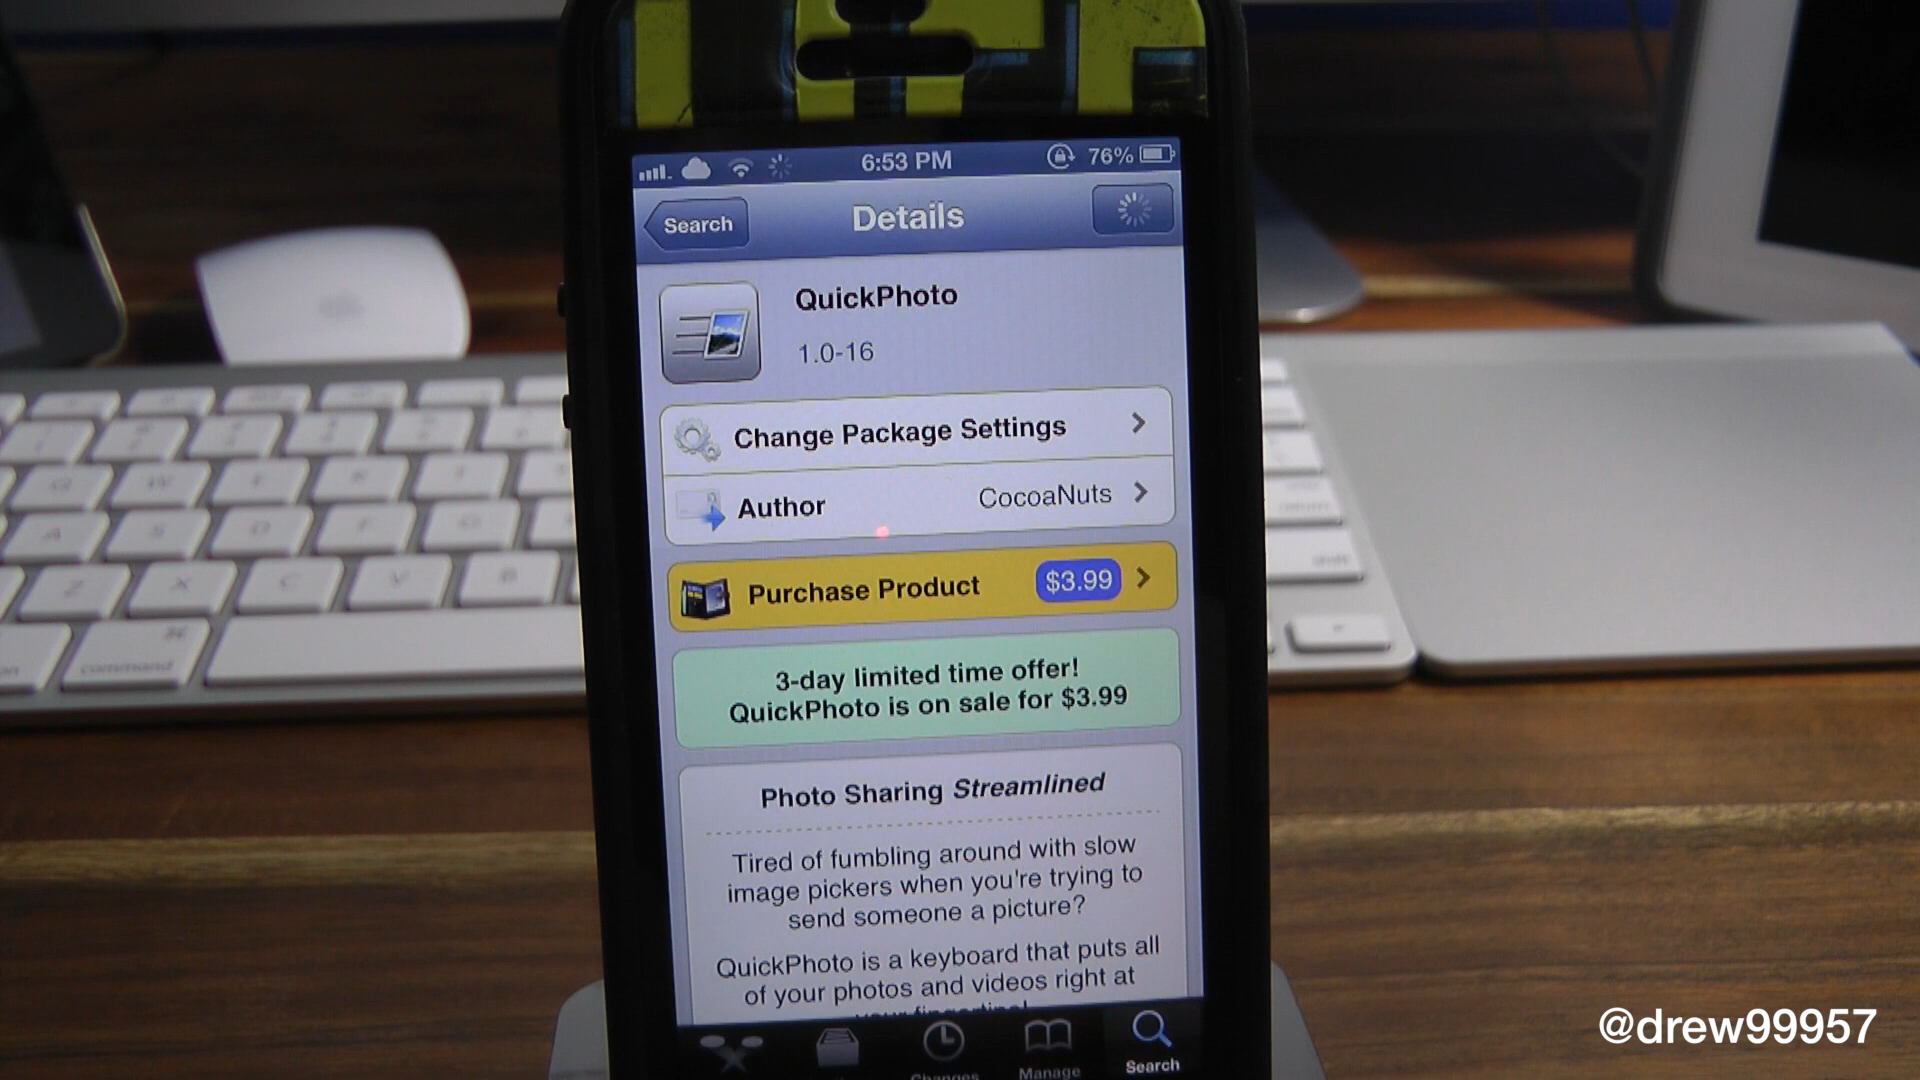 6:53 PM
76%
Search
Details
QuickPhoto
1.0-16
Change Package Settings
Author
CocoaNuts
Purchase Product
$3.99
3-day limited time offer!
QuickPhoto is on sale for $3.99
Photo Sharing Streamlined
Tired of fumbling around with slow
image pickers when you're trying to
send someone a picture?
QuickPhoto is a keyboard that puts all
of your photos and videos right at
your fingertips!
Changes
Manage
Search
command
@drew99957